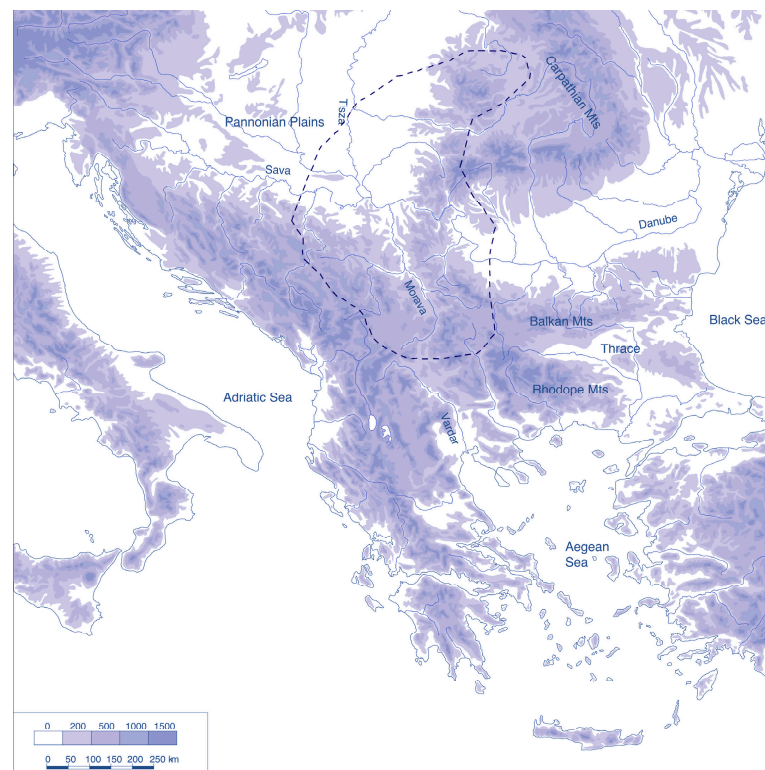 Carpathian Mts
Tisza
Pannonian Plains
Sava
Danube
Morava
Balkan Mts
Black Sea
Thrace
Rhodope Mts
Adriatic Sea
Vardar
Aegean
Sea
0 200 500 1000 1500
0 50 100 150 200 250 km